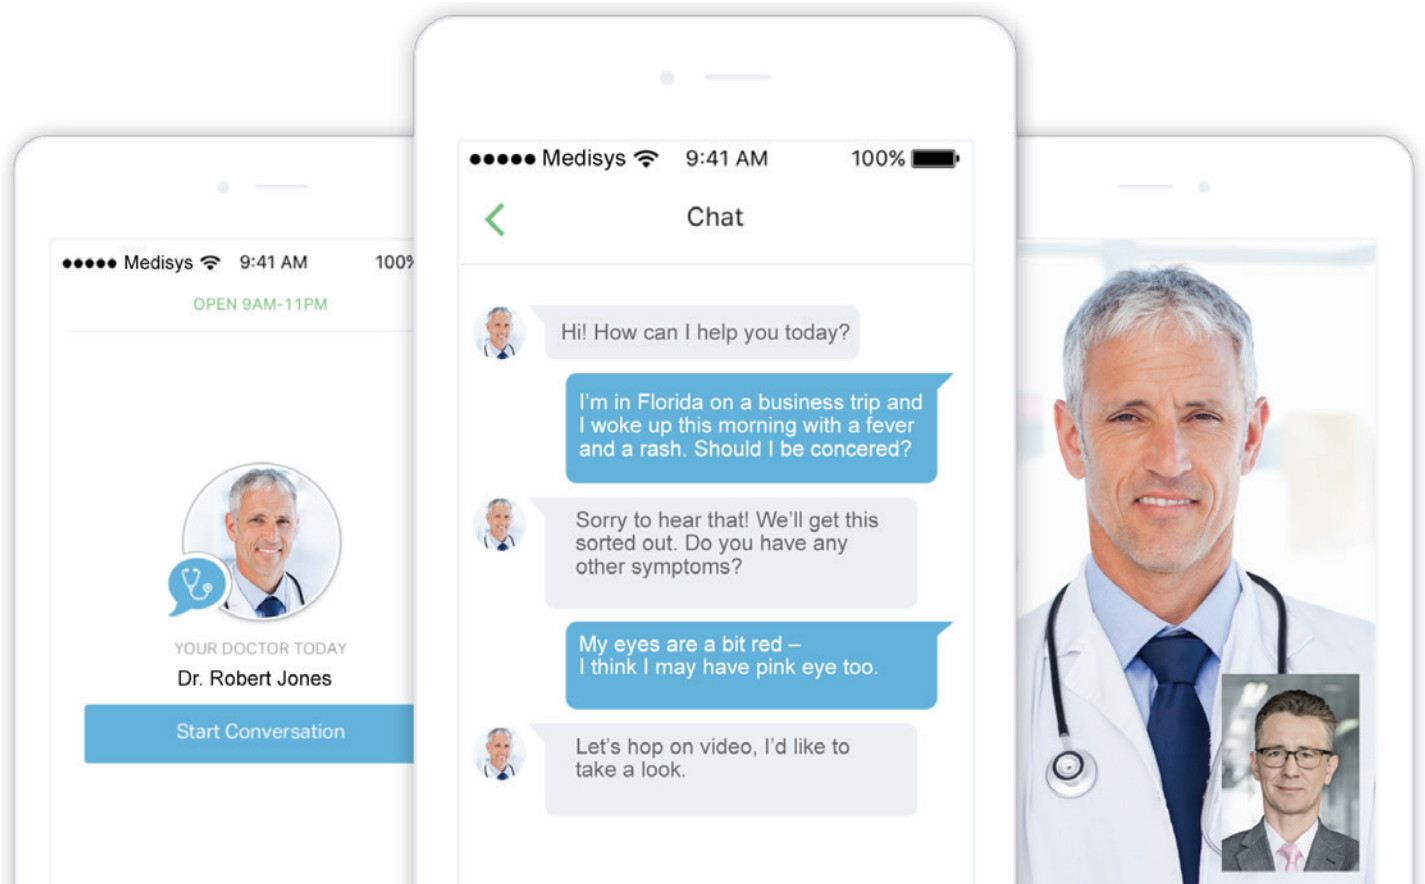 ●●●●● Medisys 9:41 AM 100%
OPEN 9AM-11PM
YOUR DOCTOR TODAY
Dr. Robert Jones
Start Conversation
●●●●● Medisys 9:41 AM 100%
Chat
Hi! How can I help you today?
I'm in Florida on a business trip and
I woke up this morning with a fever
and a rash. Should I be concered?
Sorry to hear that! We'll get this
sorted out. Do you have any
other symptoms?
My eyes are a bit red –
I think I may have pink eye too.
Let's hop on video, I'd like to
take a look.